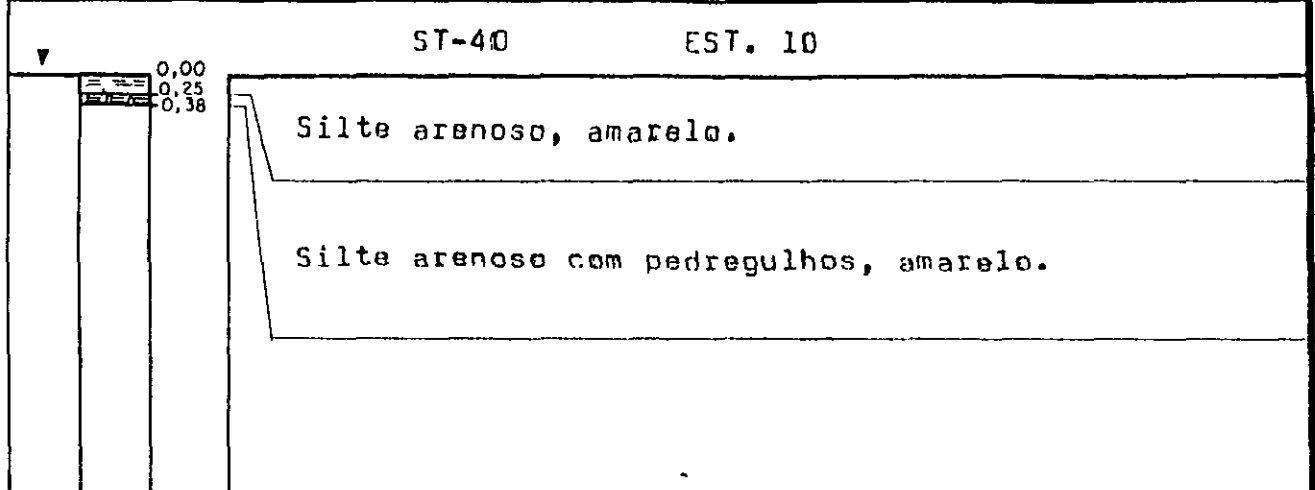 ST-40 EST. 10
0,00
0,25
0,38
Silte arenoso, amarelo.
Silte arenoso com pedregulhos, amarelo.